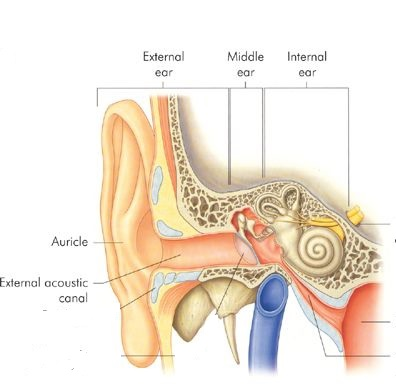 External
ear
Middle
ear
Internal
ear
Auricle
External acoustic
canal